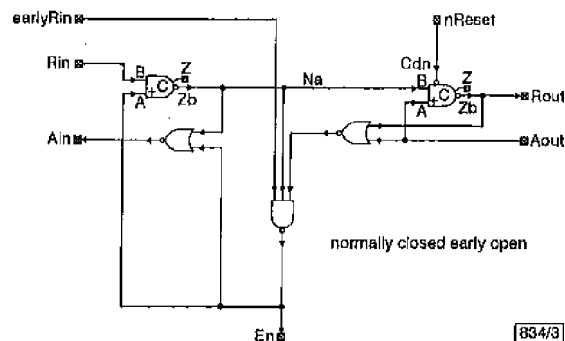 earlyRin
nReset
Rin
B
C
Z
+
A
Zb
Na
Cdn
B
C
Z
+
A
Zb
Rout
Ain
Aout
normally closed early open
En
834/3